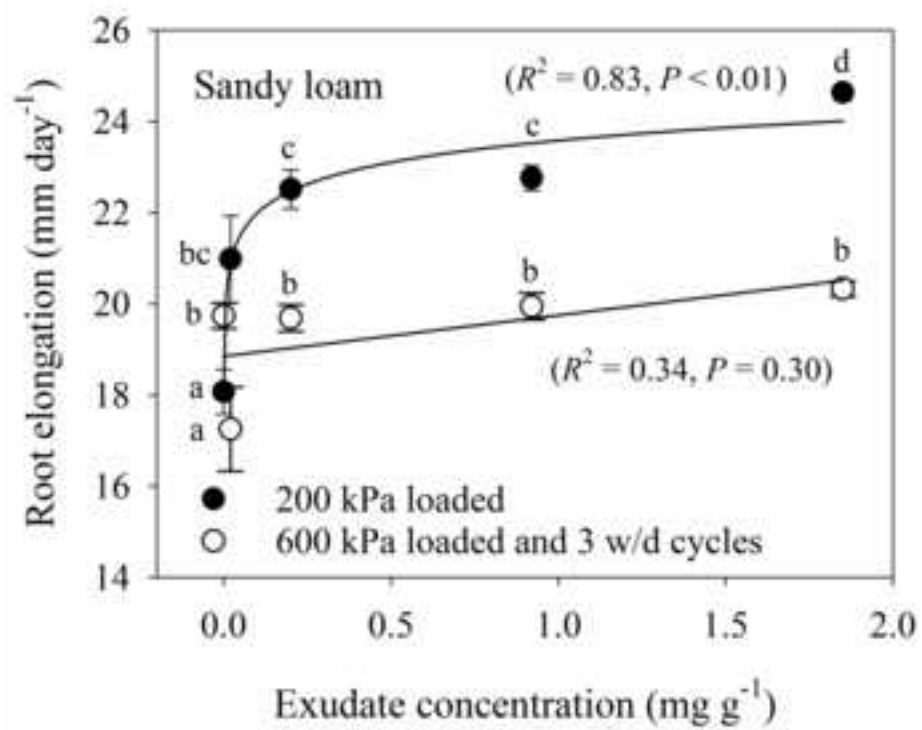 26
24
22
20
18
16
14
Root elongation (mm day⁻¹)
Sandy loam
(R² = 0.83, P < 0.01)
d
c
c
bc
b
b
b
b
a
a
(R² = 0.34, P = 0.30)
200 kPa loaded
600 kPa loaded and 3 w/d cycles
0.0 0.5 1.0 1.5 2.0
Exudate concentration (mg g⁻¹)